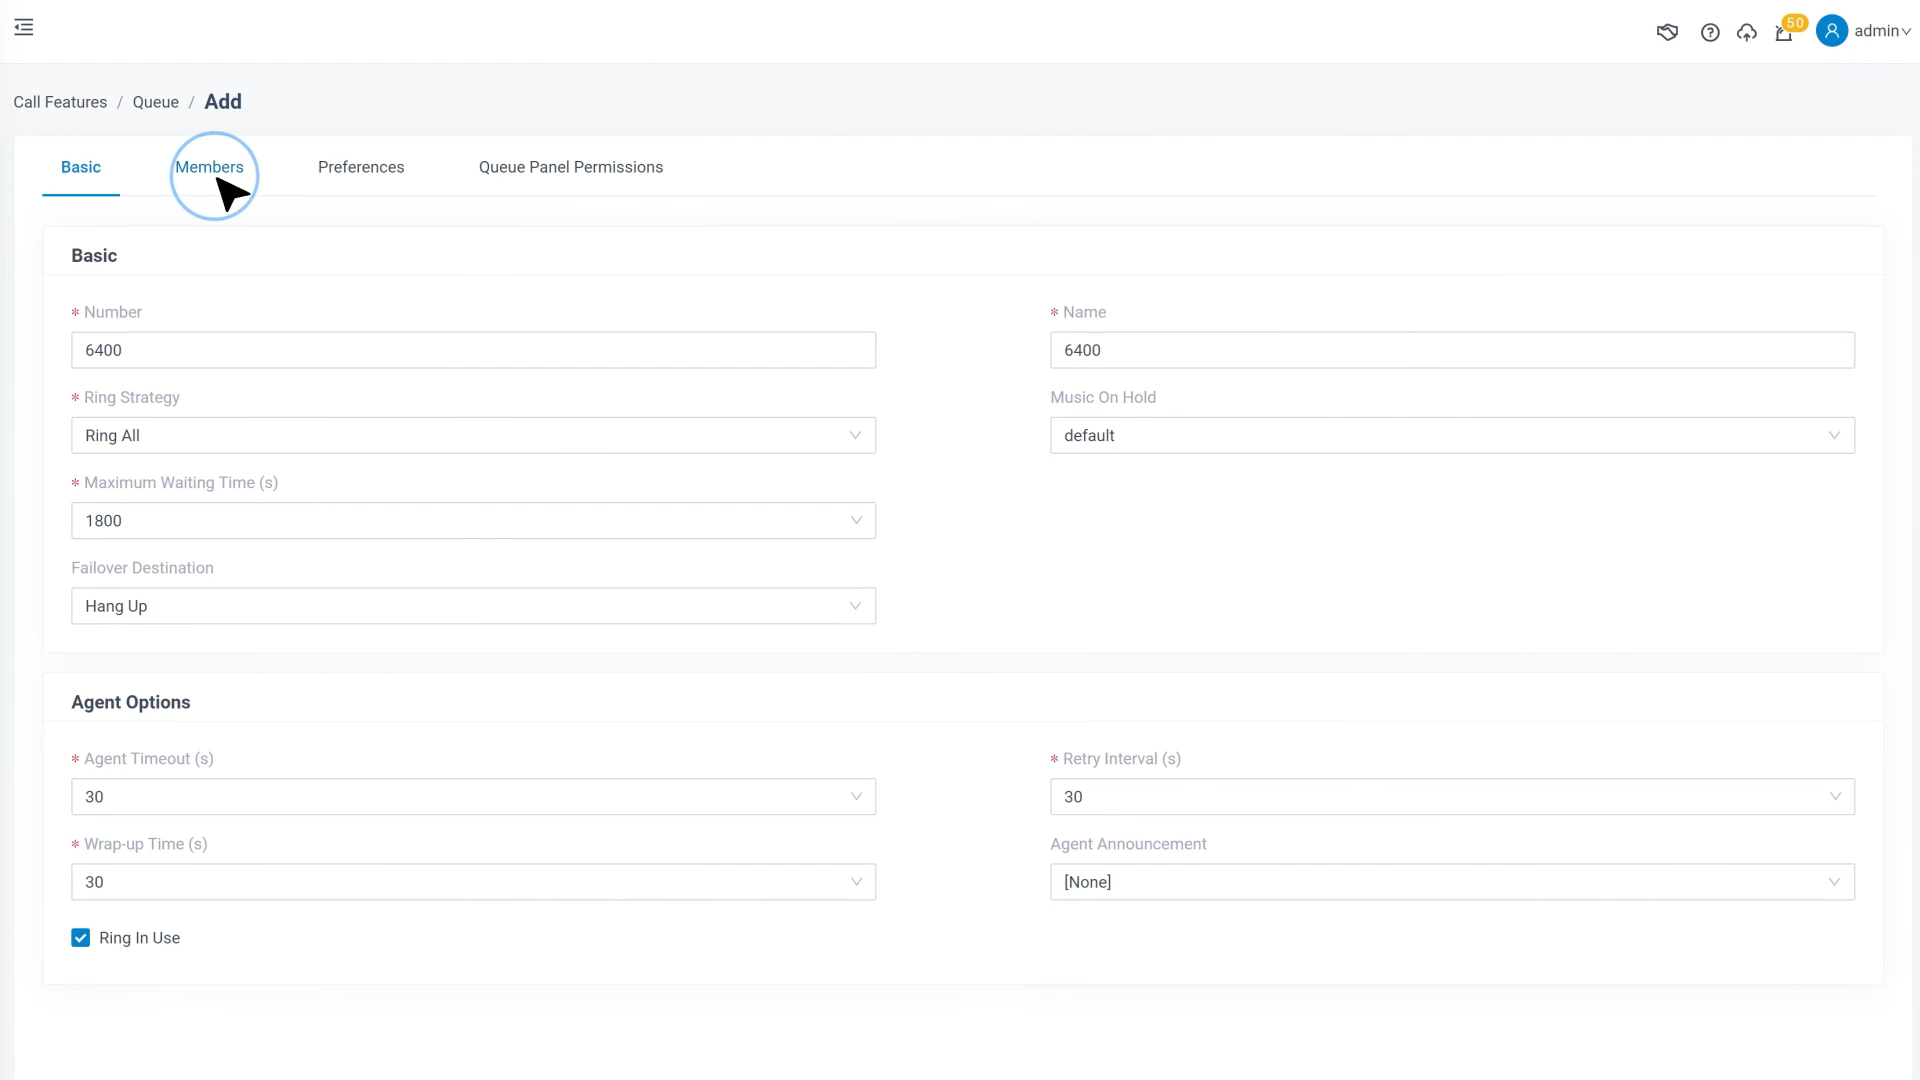 50
admin
Call Features / Queue / Add
Basic
Members
Preferences
Queue Panel Permissions
Basic
* Number
6400
* Name
6400
* Ring Strategy
Ring All
Music On Hold
default
* Maximum Waiting Time (s)
1800
Failover Destination
Hang Up
Agent Options
* Agent Timeout (s)
30
* Retry Interval (s)
30
* Wrap-up Time (s)
30
Agent Announcement
[None]
Ring In Use